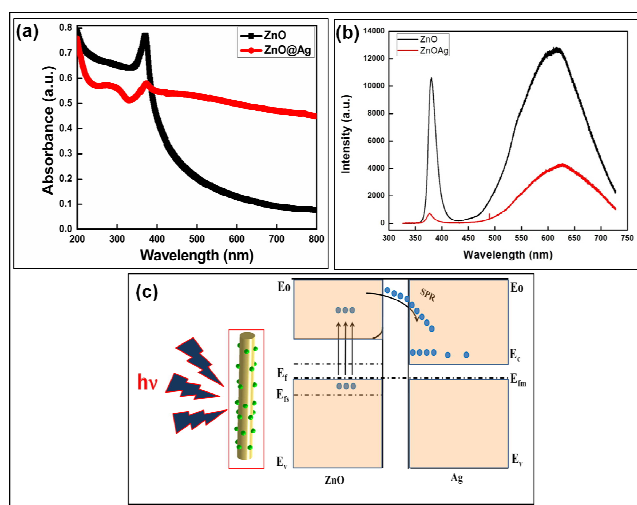 (a)
ZnO
ZnO@Ag
0.8
0.7
0.6
0.5
0.4
0.3
0.2
0.1
0.0
200 300 400 500 600 700 800
Absorbance (a.u.)
Wavelength (nm)
(b)
ZnO
ZnOAg
14000
12000
10000
8000
6000
4000
2000
0
300 350 400 450 500 550 600 650 700 750
Intensity (a.u.)
Wavelength (nm)
(c)
hν
Eo
Ef
Efs
Ev
ZnO
SPR
Eo
Ec
Efm
Ev
Ag